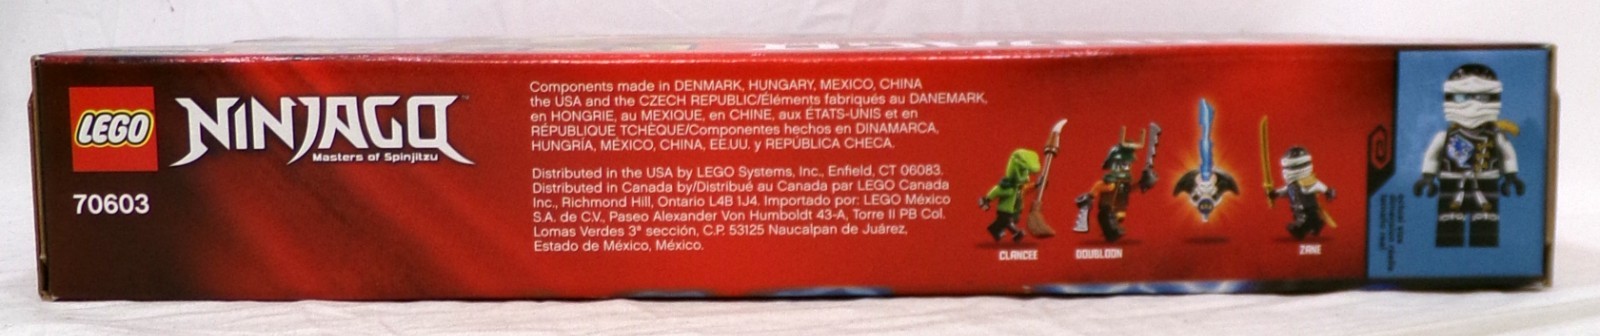 LEGO
NINJAGO™
Masters of Spinjitzu
70603
Components made in DENMARK, HUNGARY, MEXICO, CHINA
the USA and the CZECH REPUBLIC/Éléments fabriqués au DANEMARK,
en HONGRIE, au MEXIQUE, en CHINE, aux ÉTATS-UNIS et en
RÉPUBLIQUE TCHÈQUE/Componentes hechos en DINAMARCA,
HUNGRÍA, MÉXICO, CHINA, EE.UU. y REPÚBLICA CHECA.
Distributed in the USA by LEGO Systems, Inc., Enfield, CT 06083.
Distributed in Canada by/Distribué au Canada par LEGO Canada
Inc., Richmond Hill, Ontario L4B 1J4. Importado por: LEGO México
S.A. de C.V., Paseo Alexander Von Humboldt 43-A, Torre II PB Col.
Lomas Verdes 3ª sección, C.P. 53125 Naucalpan de Juárez,
Estado de México, México.
CLANCEE
DOUBLOON
ZANE